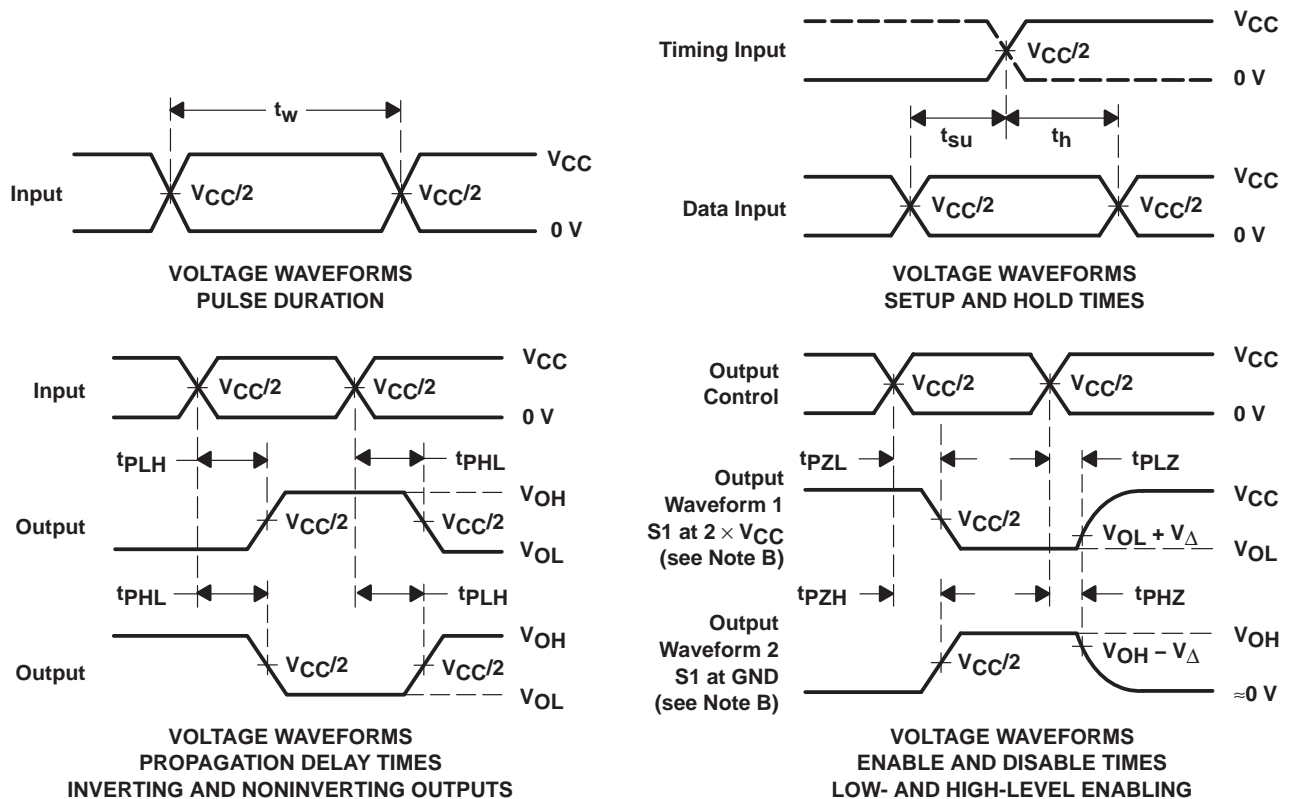 tw
Input
VCC
VCC/2
VCC/2
0 V
VOLTAGE WAVEFORMS
PULSE DURATION
Timing Input
VCC
VCC/2
0 V
tsu
th
Data Input
VCC
VCC/2
VCC/2
0 V
VOLTAGE WAVEFORMS
SETUP AND HOLD TIMES
Input
VCC
VCC/2
VCC/2
0 V
tPLH
tPHL
Output
VOH
VCC/2
VCC/2
VOL
tPHL
tPLH
Output
VOH
VCC/2
VCC/2
VOL
VOLTAGE WAVEFORMS
PROPAGATION DELAY TIMES
INVERTING AND NONINVERTING OUTPUTS
Output
Control
VCC
VCC/2
VCC/2
0 V
tPZL
tPLZ
Output
Waveform 1
S1 at 2 × VCC
(see Note B)
VCC
VCC/2
VOL + VΔ
VOL
tPZH
tPHZ
Output
Waveform 2
S1 at GND
(see Note B)
VOH
VCC/2
VOH − VΔ
≈0 V
VOLTAGE WAVEFORMS
ENABLE AND DISABLE TIMES
LOW- AND HIGH-LEVEL ENABLING